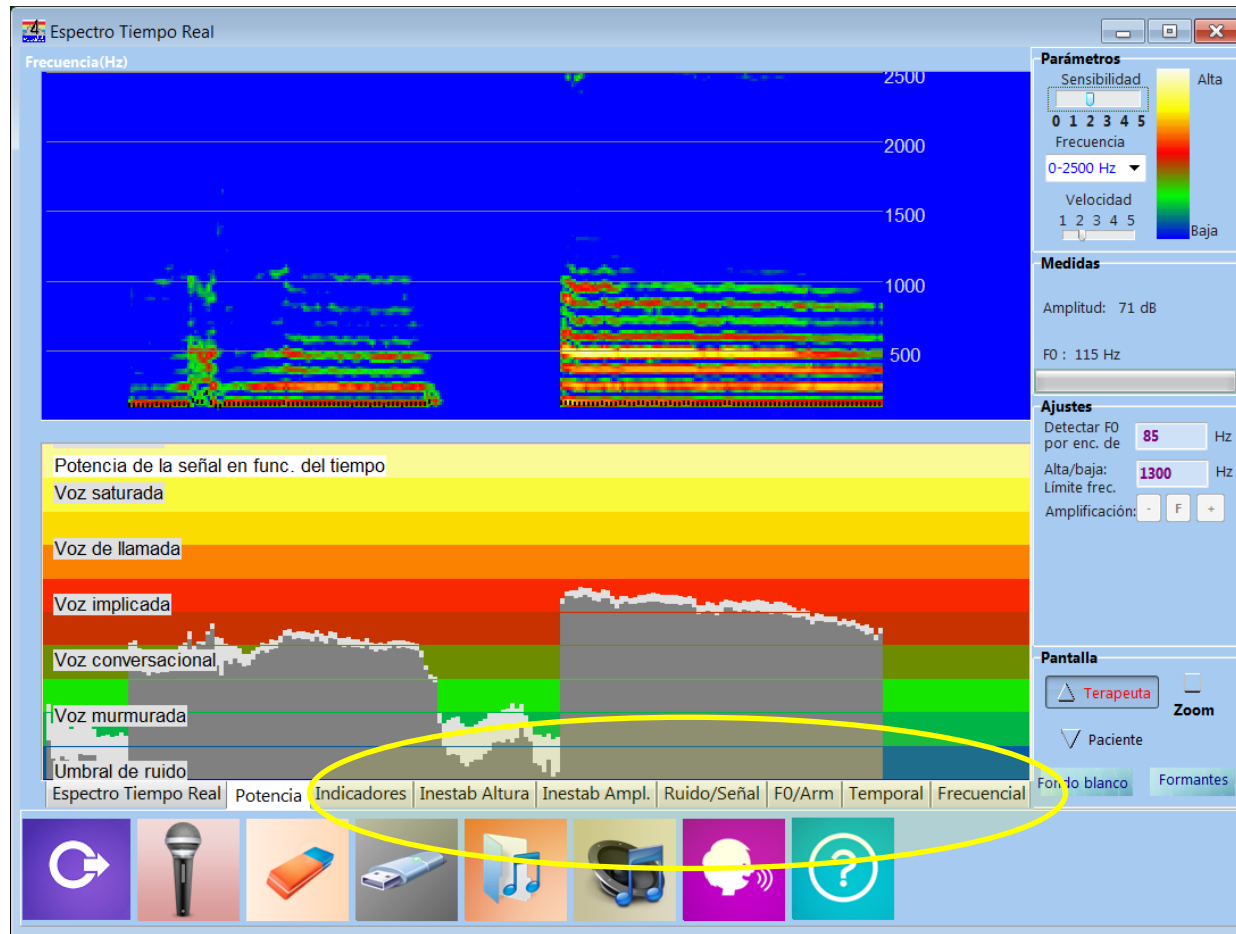 Espectro Tiempo Real
Frecuencia(Hz)
2500
2000
1500
1000
500
Parámetros
Sensibilidad
Alta
0 1 2 3 4 5
Frecuencia
0-2500 Hz
Velocidad
1 2 3 4 5
Baja
Medidas
Amplitud: 71 dB
F0 : 115 Hz
Ajustes
Detectar F0
por enc. de
85 Hz
Alta/baja:
Límite frec.
1300 Hz
Amplificación: - F +
Potencia de la señal en func. del tiempo
Voz saturada
Voz de llamada
Voz implicada
Voz conversacional
Voz murmurada
Umbral de ruido
Pantalla
Terapeuta
Zoom
Paciente
Fondo blanco Formantes
Espectro Tiempo Real Potencia Indicadores Inestab Altura Inestab Ampl. Ruido/Señal F0/Arm Temporal Frecuencial
?